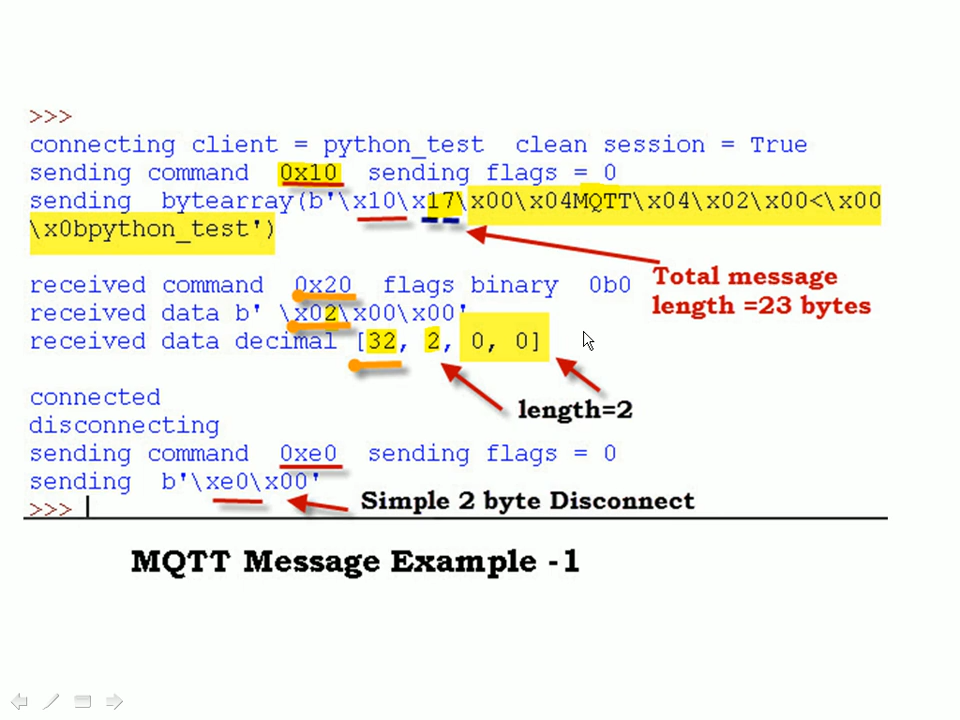 >>>
connecting client = python_test  clean session = True
sending command  0x10  sending flags = 0
sending  bytearray(b'\x10\x17\x00\x04MQTT\x04\x02\x00<\x00
\x0bpython_test')
Total message
length =23 bytes
received command  0x20  flags binary  0b0
received data b' \x02\x00\x00'
received data decimal [32, 2, 0, 0]
length=2
connected
disconnecting
sending command  0xe0  sending flags = 0
sending  b'\xe0\x00'
Simple 2 byte Disconnect
>>>
MQTT Message Example -1